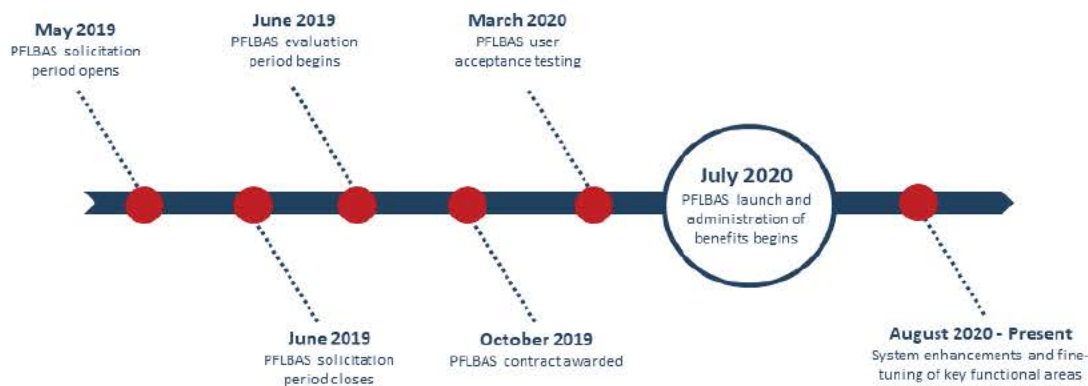 May 2019
PFLBAS solicitation
period opens
June 2019
PFLBAS solicitation
period closes
June 2019
PFLBAS evaluation
period begins
October 2019
PFLBAS contract awarded
March 2020
PFLBAS user
acceptance testing
July 2020
PFLBAS launch and
administration of
benefits begins
August 2020 - Present
System enhancements and fine-
tuning of key functional areas